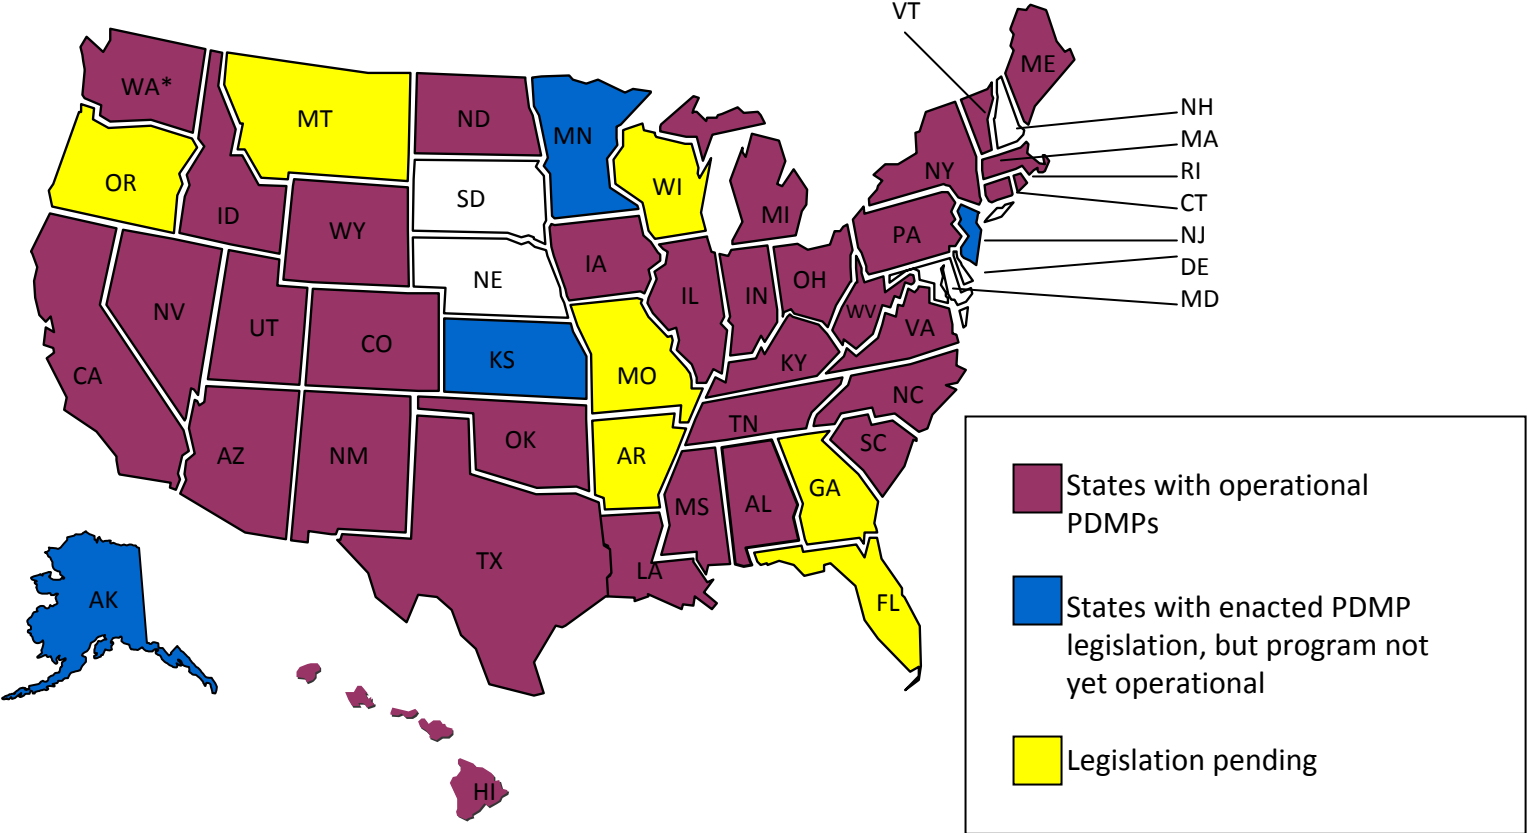 VT
ME
WA*
NH
MT
ND
MN
MA
RI
OR
NY
WI
SD
CT
ID
MI
WY
PA
NJ
IA
DE
NE
OH
IL
IN
MD
NV
WV
UT
VA
CO
KS
KY
CA
MO
NC
TN
OK
SC
AZ
NM
AR
GA
MS
AL
TX
LA
AK
FL
HI
States with operational
PDMPs
States with enacted PDMP
legislation, but program not
yet operational
Legislation pending